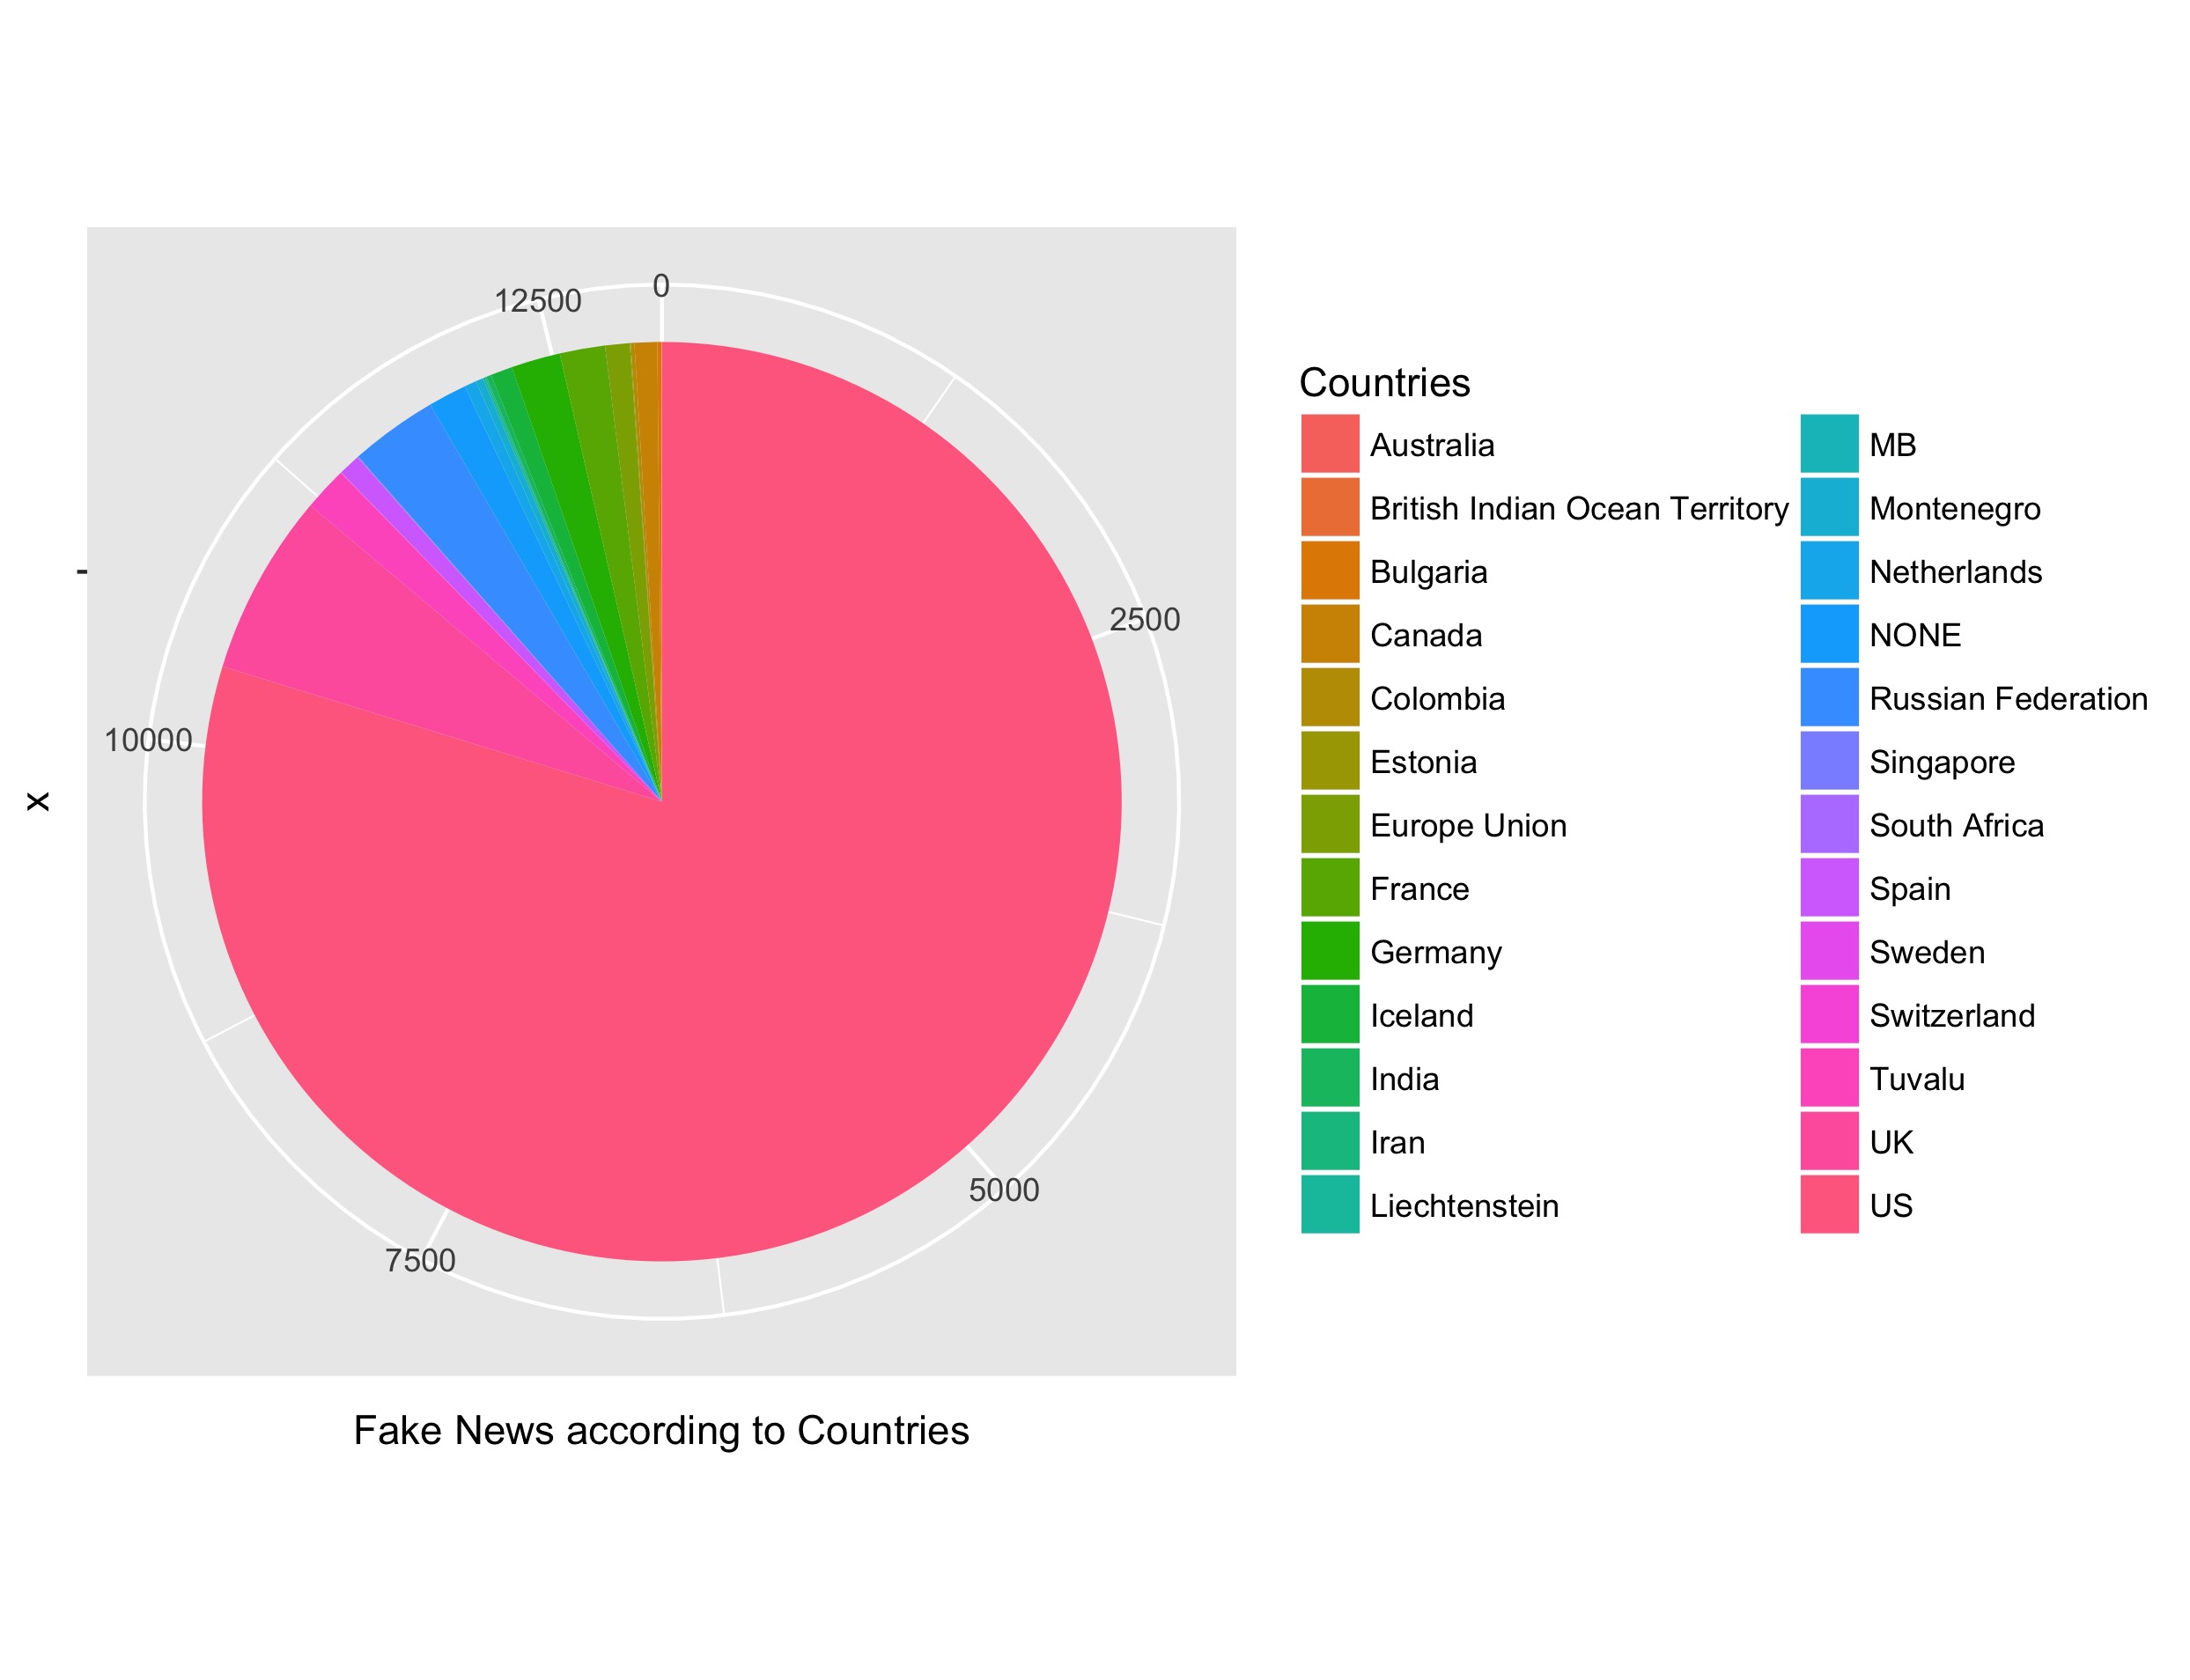 12500
0
2500
10000
x
5000
7500
Fake News according to Countries
Countries
Australia
British Indian Ocean Territory
Bulgaria
Canada
Colombia
Estonia
Europe Union
France
Germany
Iceland
India
Iran
Liechtenstein
MB
Montenegro
Netherlands
NONE
Russian Federation
Singapore
South Africa
Spain
Sweden
Switzerland
Tuvalu
UK
US